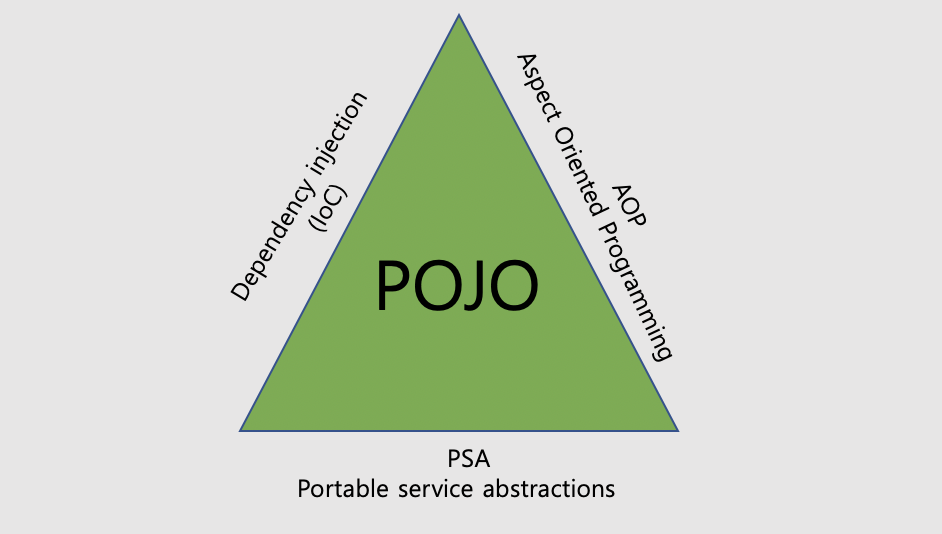 Dependency injection
(IoC)
AOP
Aspect Oriented Programming
POJO
PSA
Portable service abstractions